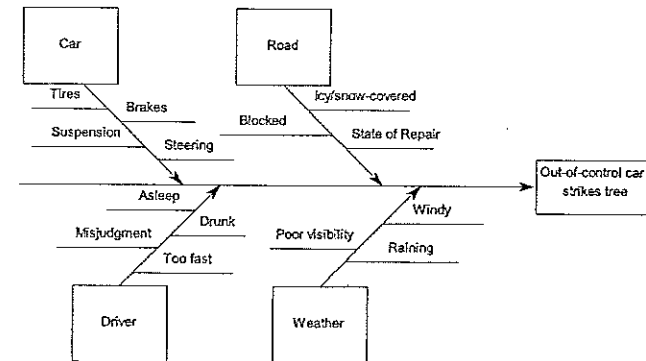 Car
Road
Tires
Brakes
Suspension
Steering
Icy/snow-covered
Blocked
State of Repair
Out-of-control car
strikes tree
Asleep
Drunk
Misjudgment
Too fast
Windy
Poor visibility
Raining
Driver
Weather